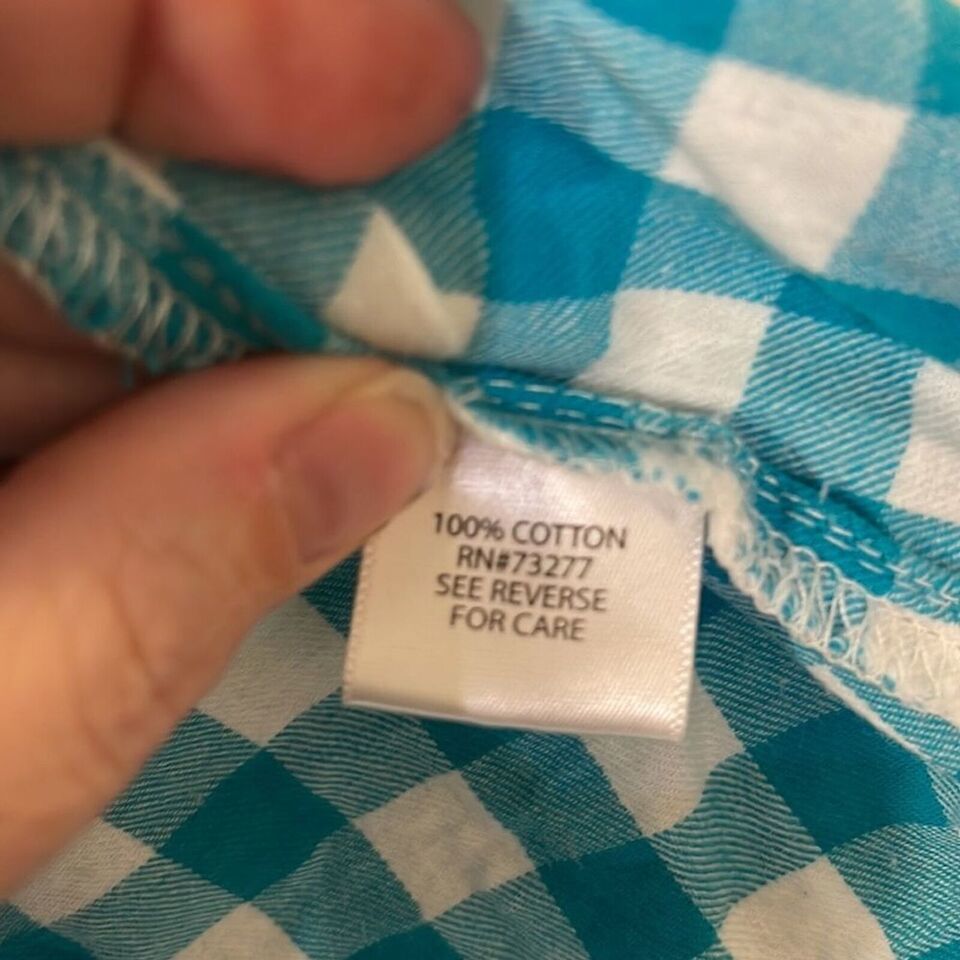 100% COTTON
RN#73277
SEE REVERSE
FOR CARE